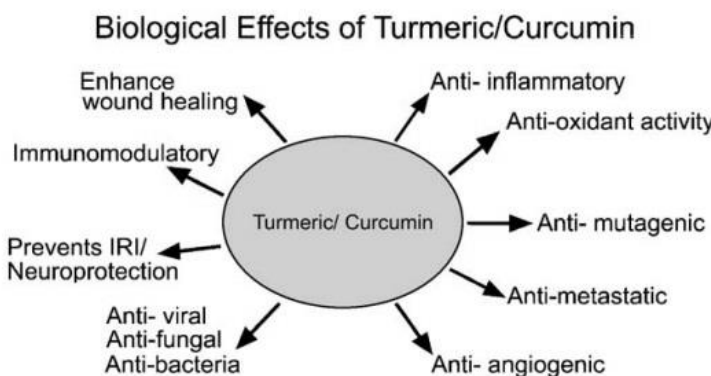 Biological Effects of Turmeric/Curcumin
Enhance
wound healing
Anti- inflammatory
Anti-oxidant activity
Immunomodulatory
Turmeric/ Curcumin
Anti- mutagenic
Prevents IRI/
Neuroprotection
Anti-metastatic
Anti- viral
Anti-fungal
Anti-bacteria
Anti- angiogenic